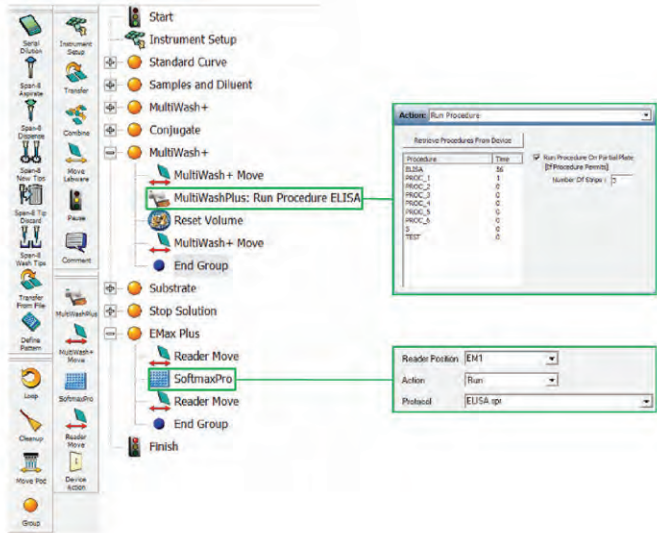 Serial
Dilution
Span-8
Aspirate
Span-8
Dispense
Span-8
New Tips
Span-8 Tip
Discard
Span-8
Wash Tips
Transfer
From File
Define
Pattern
Loop
Cleanup
Move Pod
Group
Instrument
Setup
Transfer
Combine
Move
Labware
Pause
Comment
MultiWashPlus
MultiWash+
Move
SoftmaxPro
Reader
Move
Device
Action
Start
Instrument Setup
Standard Curve
Samples and Diluent
MultiWash+
Conjugate
MultiWash+
MultiWash+ Move
MultiWashPlus: Run Procedure ELISA
Reset Volume
MultiWash+ Move
End Group
Substrate
Stop Solution
EMax Plus
Reader Move
SoftmaxPro
Reader Move
End Group
Finish
Action: Run Procedure
Retrieve Procedures From Device
Procedure Time
ELISA 56
PROC_1 1
PROC_2 0
PROC_3 0
PROC_4 0
PROC_5 0
PROC_6 0
S 0
TEST 0
Run Procedure On Partial Plate
(If Procedure Permits)
Number Of Strips :
Reader Position EM1
Action Run
Protocol ELISA.spr